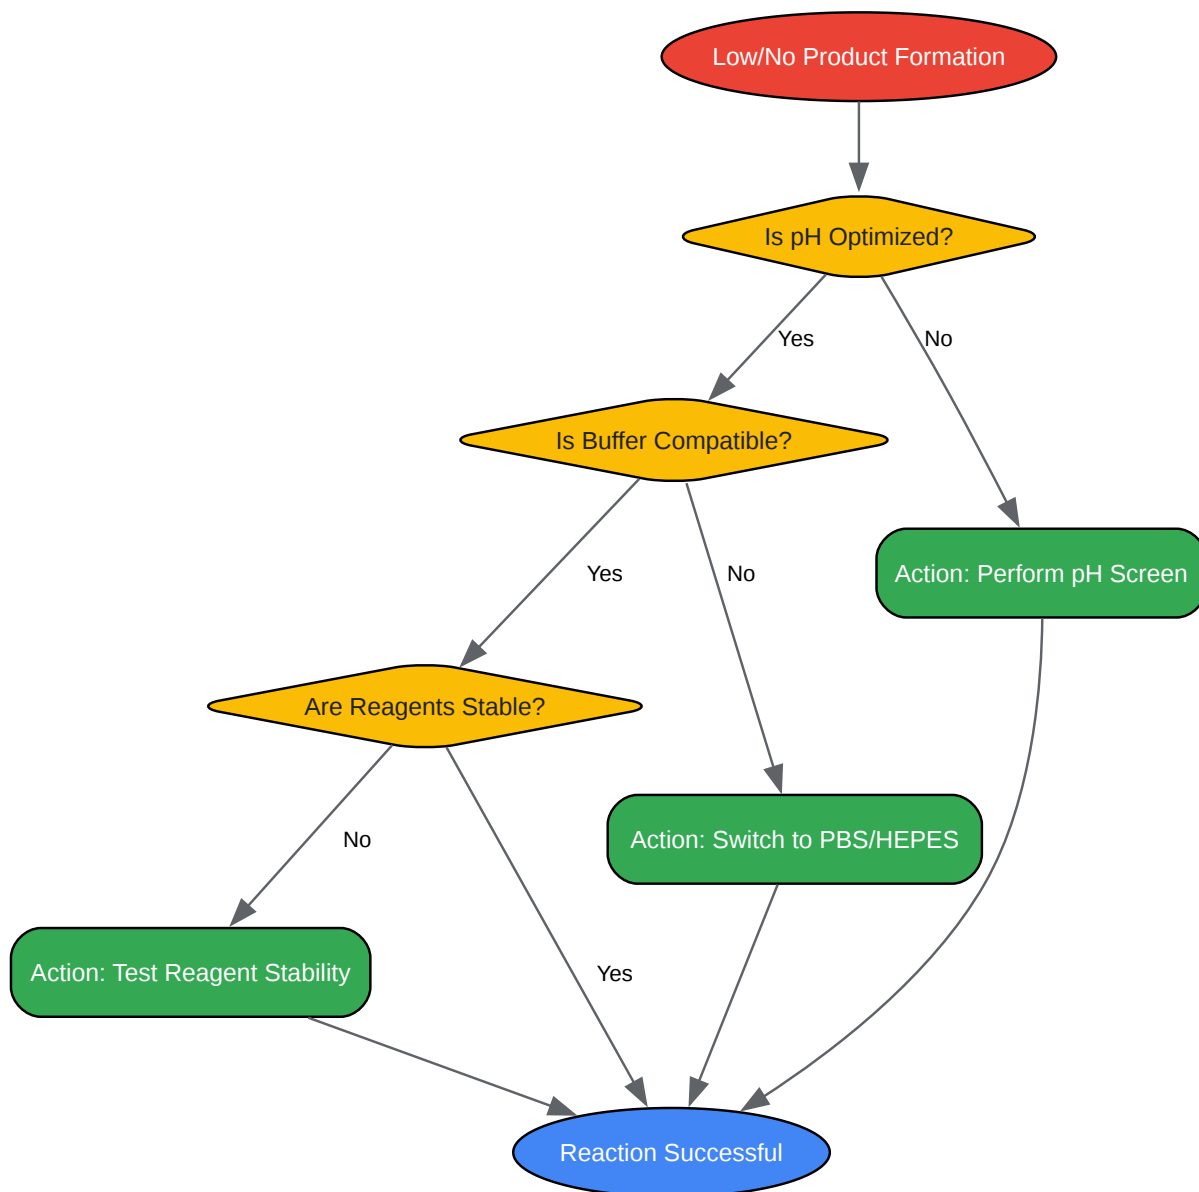 Low/No Product Formation
Is pH Optimized?
Yes
No
Is Buffer Compatible?
Yes
No
Action: Perform pH Screen
Are Reagents Stable?
No
Action: Switch to PBS/HEPES
Action: Test Reagent Stability
Yes
Reaction Successful